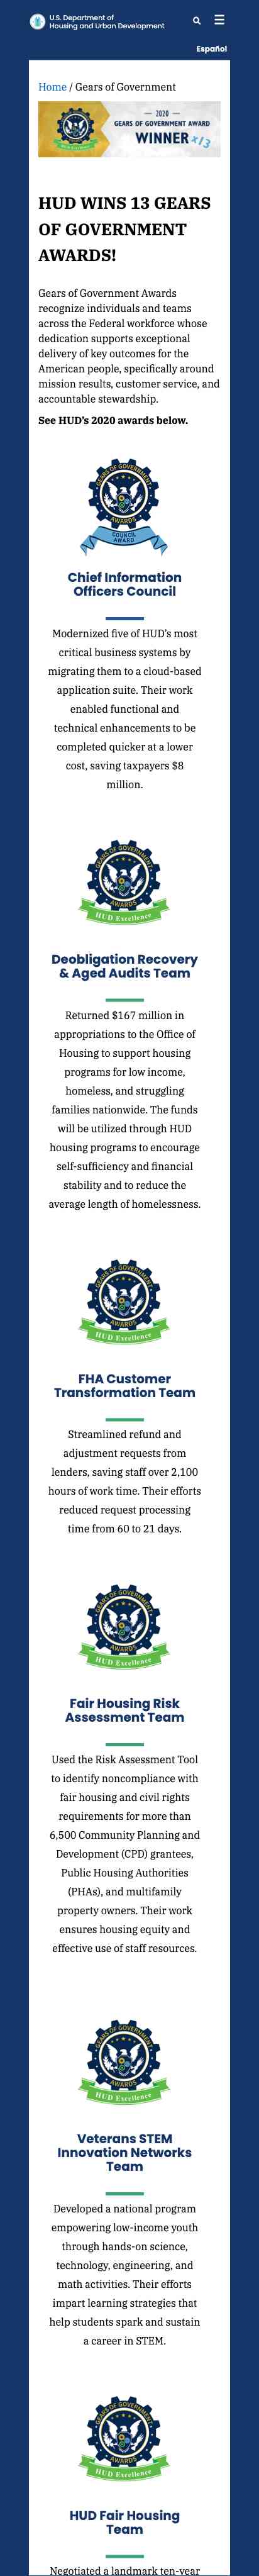 U.S. Department of
Housing and Urban Development
Español
Home / Gears of Government
2020
GEARS OF GOVERNMENT AWARD
WINNER x13
HUD WINS 13 GEARS
OF GOVERNMENT
AWARDS!
Gears of Government Awards
recognize individuals and teams
across the Federal workforce whose
dedication supports exceptional
delivery of key outcomes for the
American people, specifically around
mission results, customer service, and
accountable stewardship.
See HUD's 2020 awards below.
GEARS OF GOVERNMENT
AWARDS
COUNCIL
AWARD
Chief Information
Officers Council
Modernized five of HUD's most
critical business systems by
migrating them to a cloud-based
application suite. Their work
enabled functional and
technical enhancements to be
completed quicker at a lower
cost, saving taxpayers $8
million.
GEARS OF GOVERNMENT
AWARDS
HUD Excellence
Deobligation Recovery
& Aged Audits Team
Returned $167 million in
appropriations to the Office of
Housing to support housing
programs for low income,
homeless, and struggling
families nationwide. The funds
will be utilized through HUD
housing programs to encourage
self-sufficiency and financial
stability and to reduce the
average length of homelessness.
GEARS OF GOVERNMENT
AWARDS
HUD Excellence
FHA Customer
Transformation Team
Streamlined refund and
adjustment requests from
lenders, saving staff over 2,100
hours of work time. Their efforts
reduced request processing
time from 60 to 21 days.
GEARS OF GOVERNMENT
AWARDS
HUD Excellence
Fair Housing Risk
Assessment Team
Used the Risk Assessment Tool
to identify noncompliance with
fair housing and civil rights
requirements for more than
6,500 Community Planning and
Development (CPD) grantees,
Public Housing Authorities
(PHAs), and multifamily
property owners. Their work
ensures housing equity and
effective use of staff resources.
GEARS OF GOVERNMENT
AWARDS
HUD Excellence
Veterans STEM
Innovation Networks
Team
Developed a national program
empowering low-income youth
through hands-on science,
technology, engineering, and
math activities. Their efforts
impart learning strategies that
help students spark and sustain
a career in STEM.
GEARS OF GOVERNMENT
AWARDS
HUD Excellence
HUD Fair Housing
Team
Negotiated a landmark ten-year